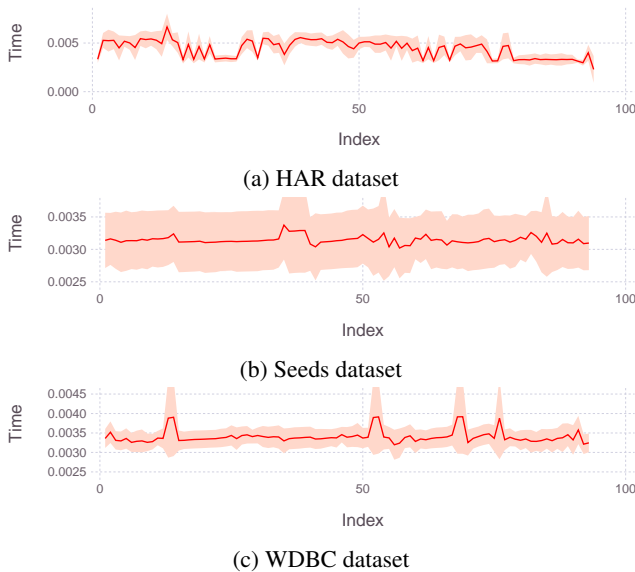 Time
0.005
0.000
0
50
100
Index
(a) HAR dataset
Time
0.0035
0.0030
0.0025
0
50
100
Index
(b) Seeds dataset
Time
0.0045
0.0040
0.0035
0.0030
0.0025
0
50
100
Index
(c) WDBC dataset